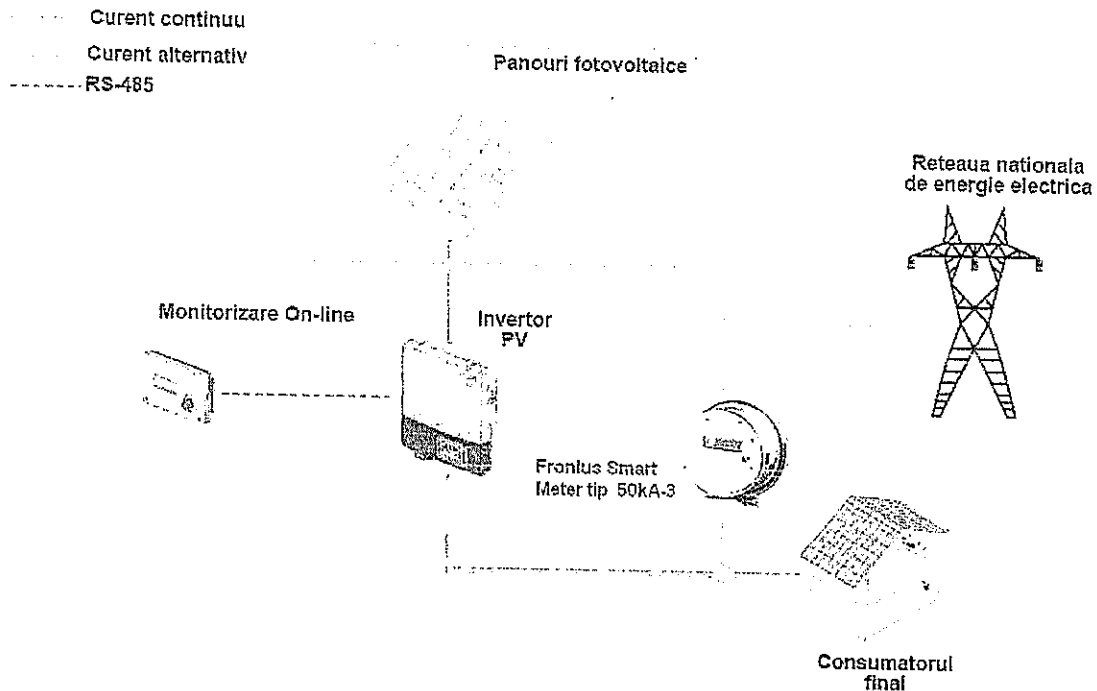 Curent continuu
Curent alternativ
RS-485
Panouri fotovoltaice
Reteaua nationala
de energie electrica
Monitorizare On-line
Invertor
PV
Fronius Smart
Meter tip 50kA-3
Consumatorul
final